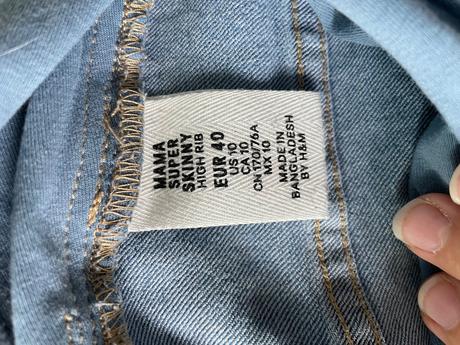 MAMA
SUPER
SKINNY
HIGH RIB
EUR 40
US 10
CA 10
CN 170/76A
MX 10
MADE IN
BANGLADESH
BY H&M